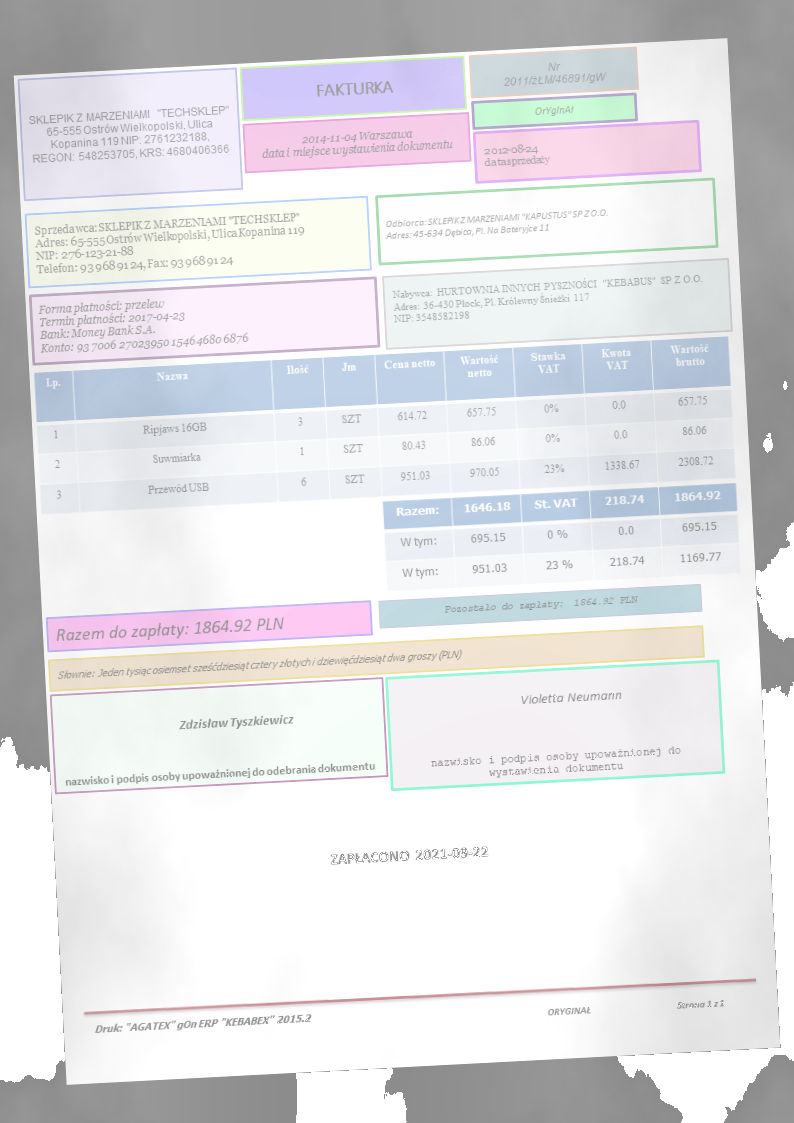 SKLEPIK Z MARZENIAMI "TECHSKLEP"
65-555 Ostrów Wielkopolski, Ulica
Kopanina 119 NIP: 2761232188,
REGON: 548253705, KRS: 4680406366
FAKTURKA
Nr
2011/żŁM/46891/gW
OrYgInAł
2014-11-04 Warszawa
data i miejsce wystawienia dokumentu
2012-08-24
data sprzedaży
Sprzedawca: SKLEPIK Z MARZENIAMI "TECHSKLEP"
Adres: 65-555 Ostrów Wielkopolski, Ulica Kopanina 119
NIP: 276-123-21-88
Telefon: 93 968 91 24, Fax: 93 968 91 24
Odbiorca: SKLEPIK Z MARZENIAMI "KAPUSTUS" SP Z O.O.
Adres: 45-634 Dębica, Pl. Na Bateryjce 11
Forma płatności: przelew
Termin płatności: 2017-04-23
Bank: Money Bank S.A.
Konto: 93 7006 2702395015464680 6876
Nabywca: HURTOWNIA INNYCH PYSZNOŚCI "KEBABUS" SP Z O.O.
Adres: 36-430 Płock, Pl. Królewny Śnieżki 117
NIP: 3548582198
Lp. Nazwa Ilość Jm Cena netto Wartość netto Stawka VAT Kwota VAT Wartość brutto
1 Ripjaws 16GB 3 SZT 614.72 657.75 0% 0.0 657.75
2 Suwmiarka 1 SZT 80.43 86.06 0% 0.0 86.06
3 Przewód USB 6 SZT 951.03 970.05 23% 1338.67 2308.72
Razem: 1646.18 St. VAT 218.74 1864.92
W tym: 695.15 0 % 0.0 695.15
W tym: 951.03 23 % 218.74 1169.77
Razem do zapłaty: 1864.92 PLN
Pozostało do zapłaty: 1864.92 PLN
Słownie: Jeden tysiąc osiemset sześćdziesiąt cztery złotych i dziewięćdziesiąt dwa groszy (PLN)
Zdzisław Tyszkiewicz
nazwisko i podpis osoby upoważnionej do odebrania dokumentu
Violetta Neumann
nazwisko i podpis osoby upoważnionej do
wystawienia dokumentu
ZAPŁACONO 2021-05-22
Druk: "AGATEX" gOn ERP "KEBABEX" 2015.2
ORYGINAŁ
Strona 1 z 1